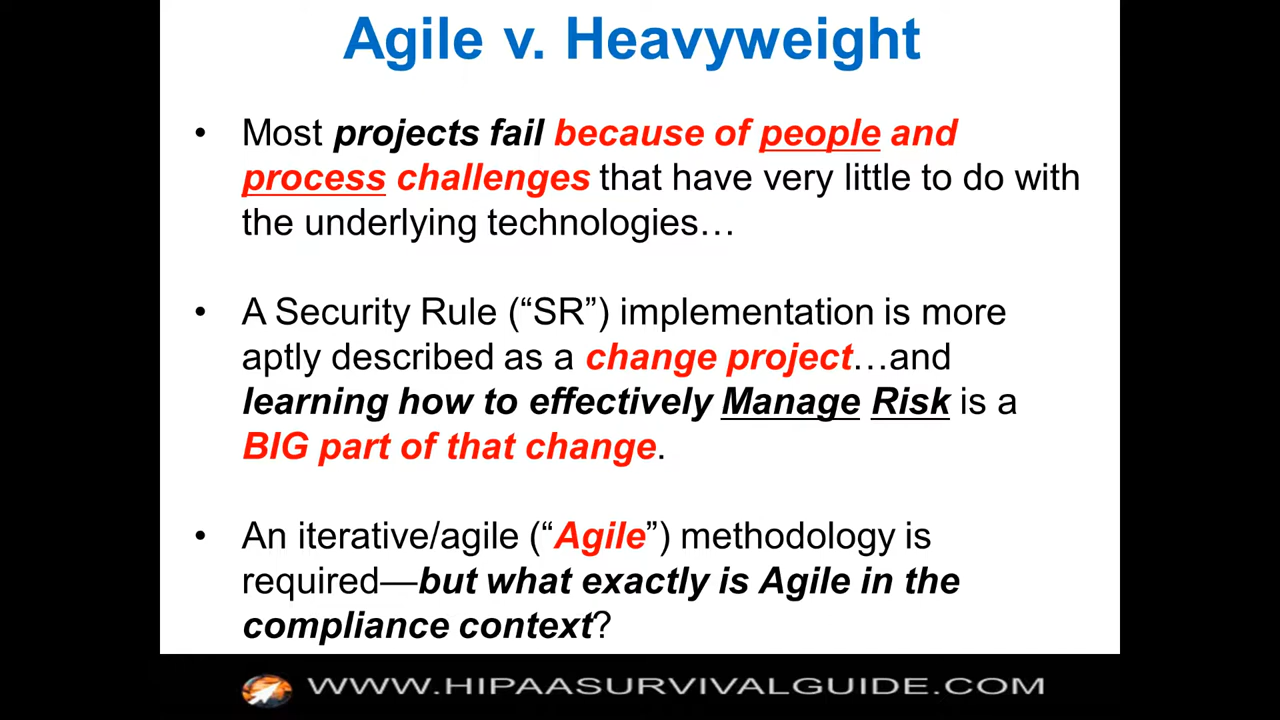 Agile v. Heavyweight
• Most projects fail because of people and
process challenges that have very little to do with
the underlying technologies…
• A Security Rule (“SR”) implementation is more
aptly described as a change project…and
learning how to effectively Manage Risk is a
BIG part of that change.
• An iterative/agile (“Agile”) methodology is
required—but what exactly is Agile in the
compliance context?
WWW.HIPAASURVIVALGUIDE.COM